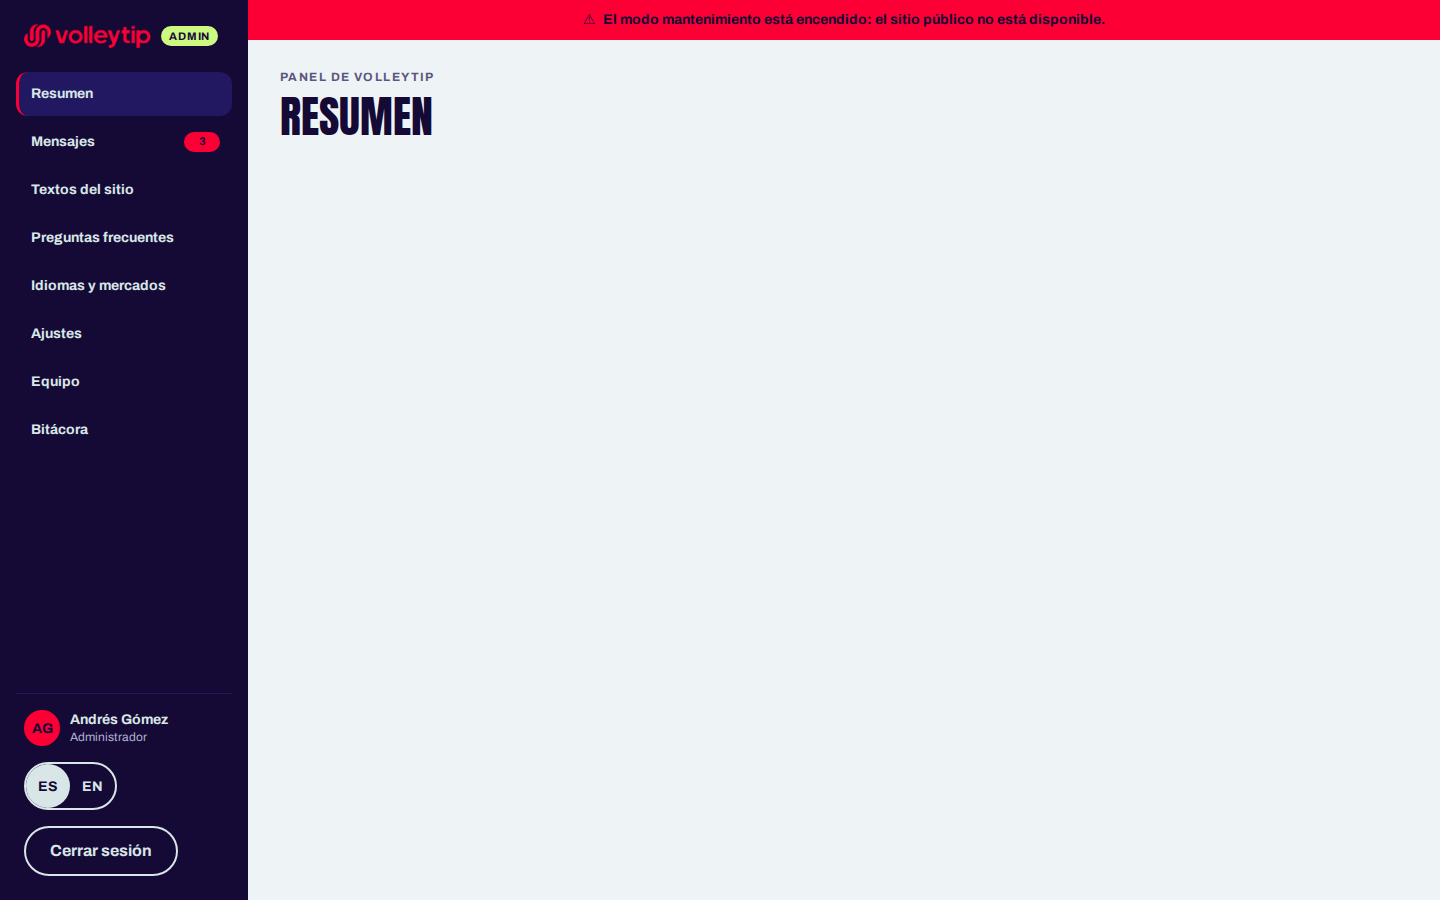 volleytip ADMIN
Resumen
Mensajes 3
Textos del sitio
Preguntas frecuentes
Idiomas y mercados
Ajustes
Equipo
Bitácora
AG Andrés Gómez
Administrador
ES EN
Cerrar sesión
⚠ El modo mantenimiento está encendido: el sitio público no está disponible.
PANEL DE VOLLEYTIP
RESUMEN